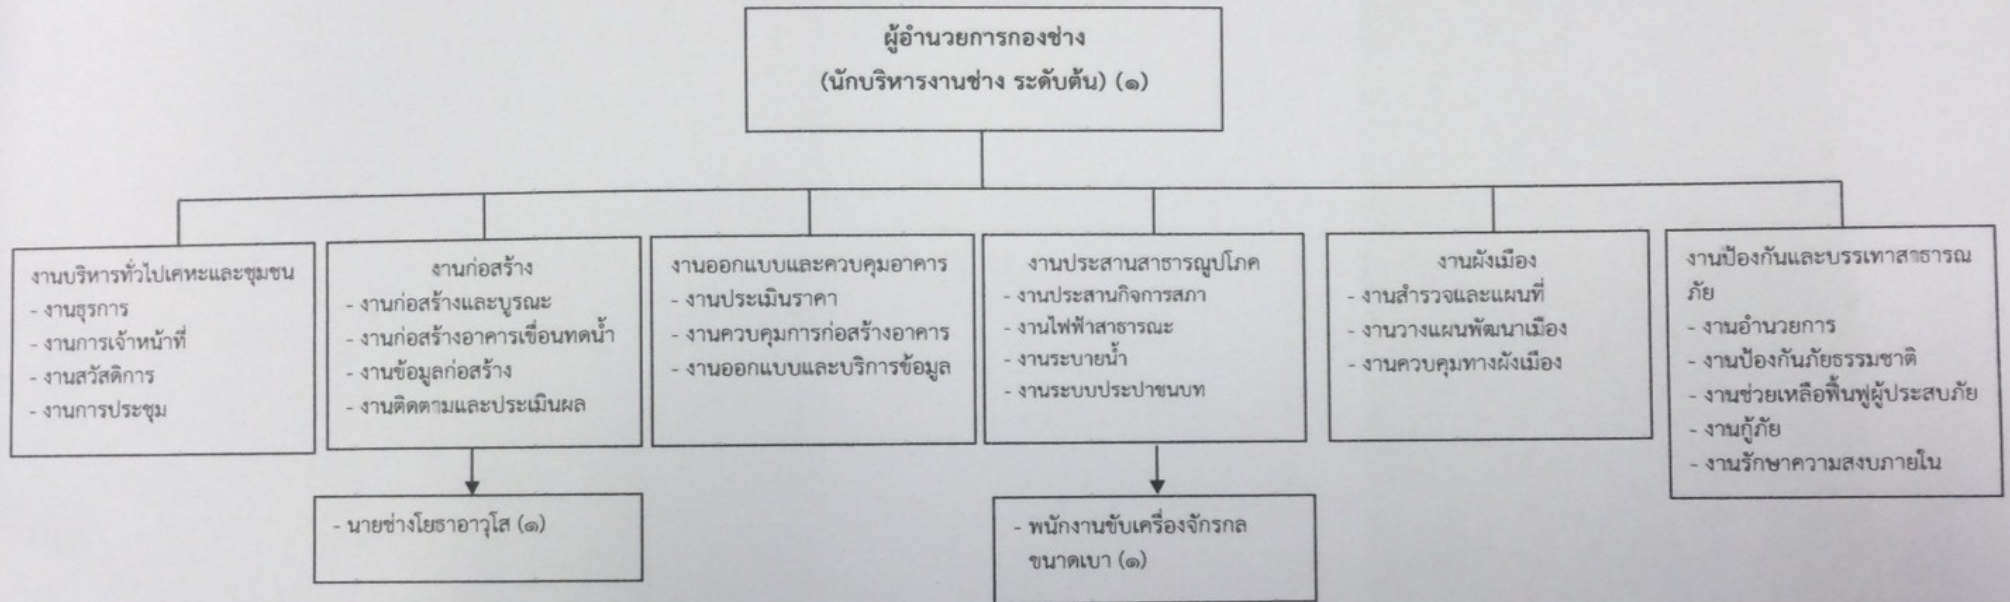 ผู้อำนวยการกองช่าง
(นักบริหารงานช่าง ระดับต้น) (๑)
งานบริหารทั่วไปเคหะและชุมชน
- งานธุรการ
- งานการเจ้าหน้าที่
- งานสวัสดิการ
- งานการประชุม
งานก่อสร้าง
- งานก่อสร้างและบูรณะ
- งานก่อสร้างอาคารเขื่อนทดน้ำ
- งานข้อมูลก่อสร้าง
- งานติดตามและประเมินผล
งานออกแบบและควบคุมอาคาร
- งานประเมินราคา
- งานควบคุมการก่อสร้างอาคาร
- งานออกแบบและบริการข้อมูล
งานประสานสาธารณูปโภค
- งานประสานกิจการสภา
- งานไฟฟ้าสาธารณะ
- งานระบายน้ำ
- งานระบบประปาชนบท
งานผังเมือง
- งานสำรวจและแผนที่
- งานวางแผนพัฒนาเมือง
- งานควบคุมทางผังเมือง
งานป้องกันและบรรเทาสาธารณ
ภัย
- งานอำนวยการ
- งานป้องกันภัยธรรมชาติ
- งานช่วยเหลือฟื้นฟูผู้ประสบภัย
- งานกู้ภัย
- งานรักษาความสงบภายใน
- นายช่างโยธาอาวุโส (๑)
- พนักงานขับเครื่องจักรกล
ขนาดเบา (๑)